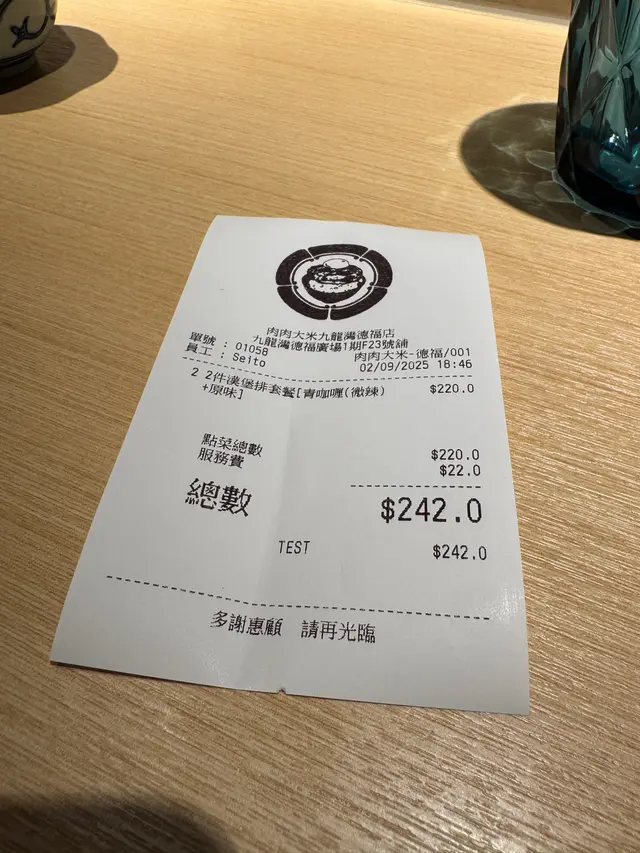 肉肉大米九龍灣德福店
九龍灣德福廣場1期F23號舖
單號 : 01058 肉肉大米-德福/001
員工 : Seito 02/09/2025 18:46
2 2件漢堡排套餐[青咖喱(微辣) $220.0
+原味]
點菜總數 $220.0
服務費 $22.0
總數 $242.0
TEST $242.0
多謝惠顧 請再光臨